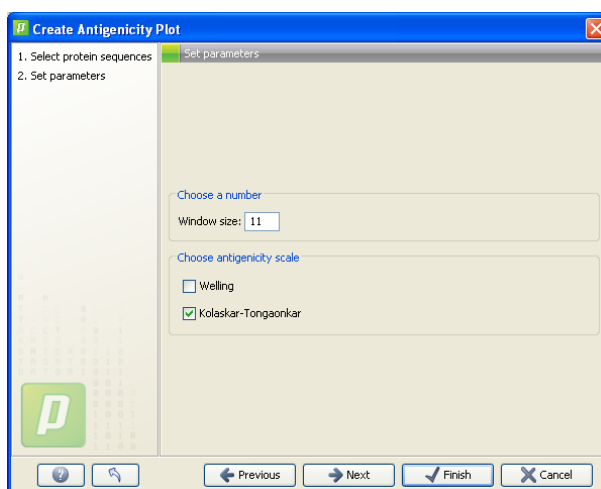 Create Antigenicity Plot
1. Select protein sequences
2. Set parameters
Set parameters
Choose a number
Window size: 11
Choose antigenicity scale
Welling
Kolaskar-Tongaonkar
Previous
Next
Finish
Cancel